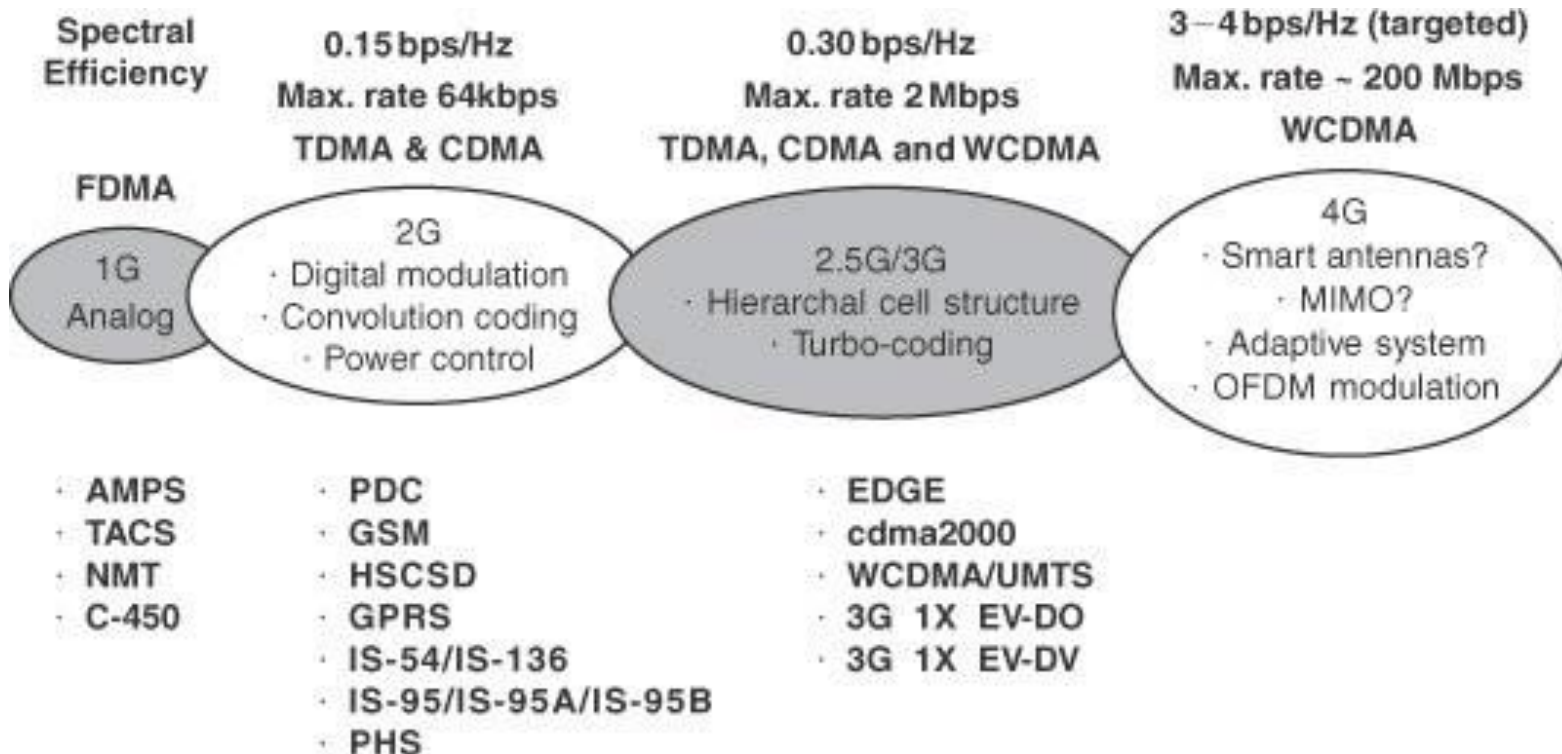 Spectral
Efficiency
FDMA
1G
Analog
· AMPS
· TACS
· NMT
· C-450
0.15 bps/Hz
Max. rate 64kbps
TDMA & CDMA
2G
· Digital modulation
· Convolution coding
· Power control
· PDC
· GSM
· HSCSD
· GPRS
· IS-54/IS-136
· IS-95/IS-95A/IS-95B
· PHS
0.30 bps/Hz
Max. rate 2 Mbps
TDMA, CDMA and WCDMA
2.5G/3G
· Hierarchal cell structure
· Turbo-coding
· EDGE
· cdma2000
· WCDMA/UMTS
· 3G 1X EV-DO
· 3G 1X EV-DV
3–4 bps/Hz (targeted)
Max. rate ~ 200 Mbps
WCDMA
4G
· Smart antennas?
· MIMO?
· Adaptive system
· OFDM modulation